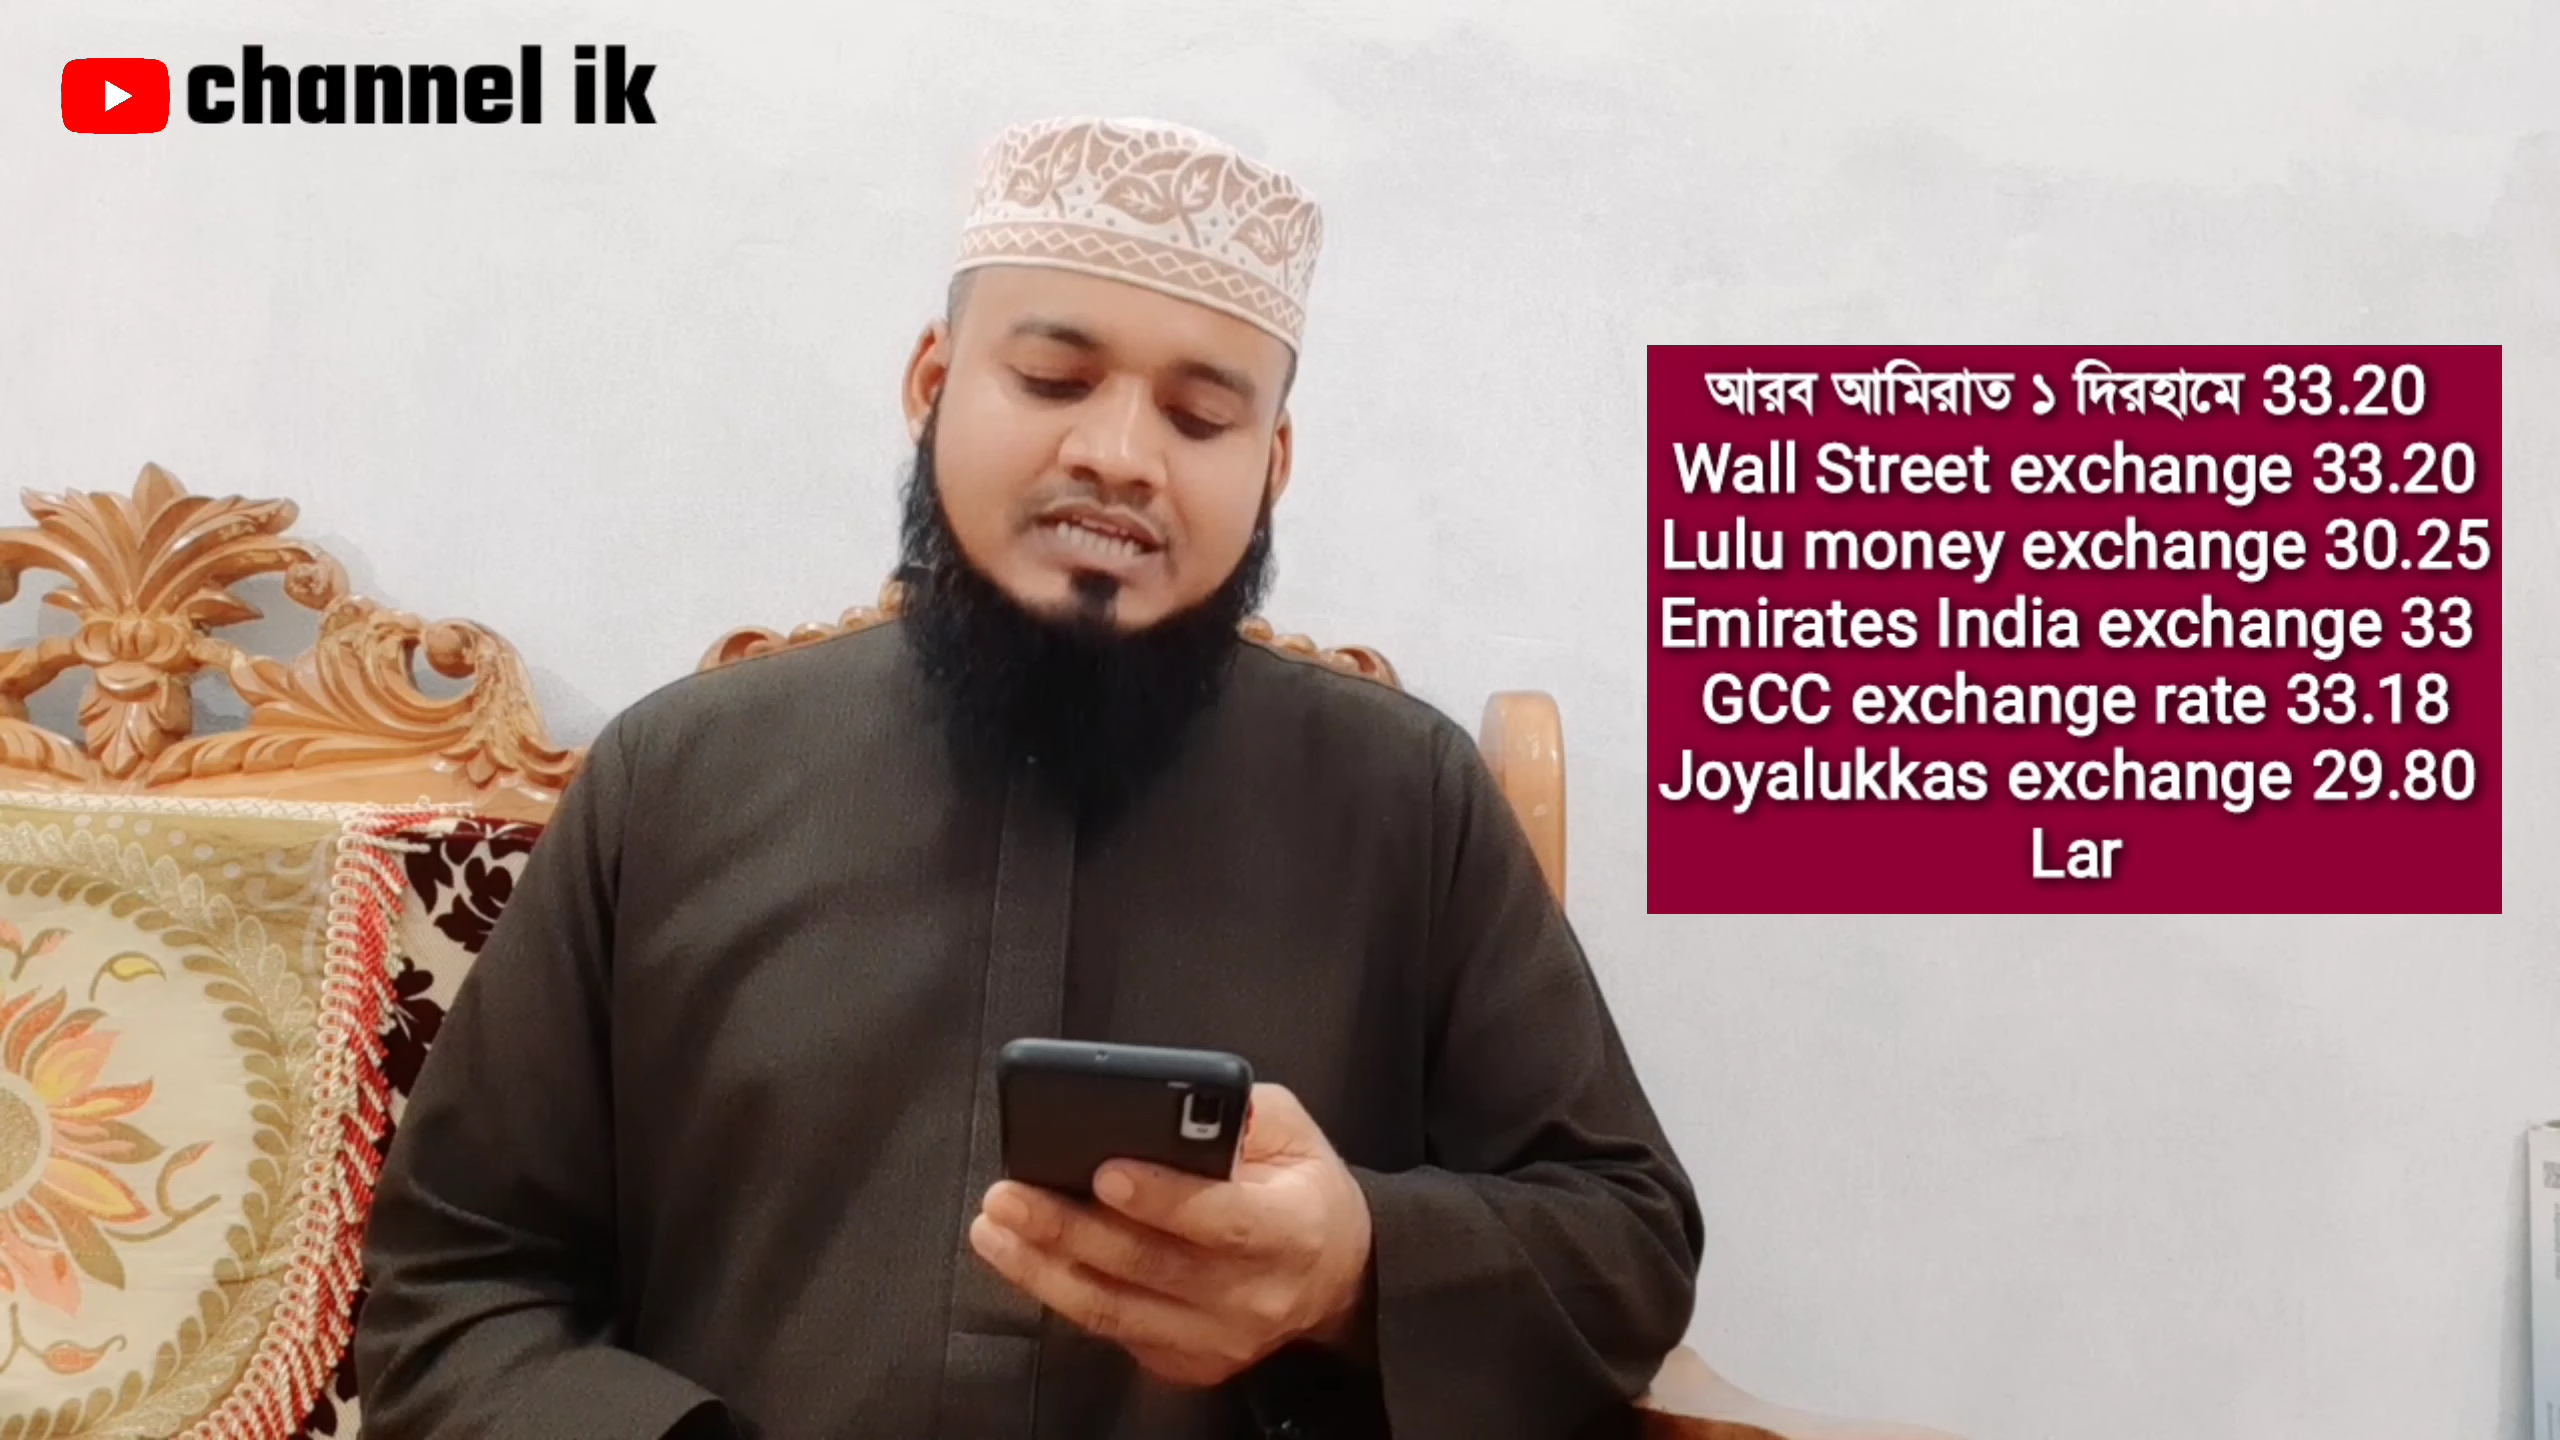 channel ik
আরব আমিরাত ১ দিরহামে 33.20
Wall Street exchange 33.20
Lulu money exchange 30.25
Emirates India exchange 33
GCC exchange rate 33.18
Joyalukkas exchange 29.80
Lar